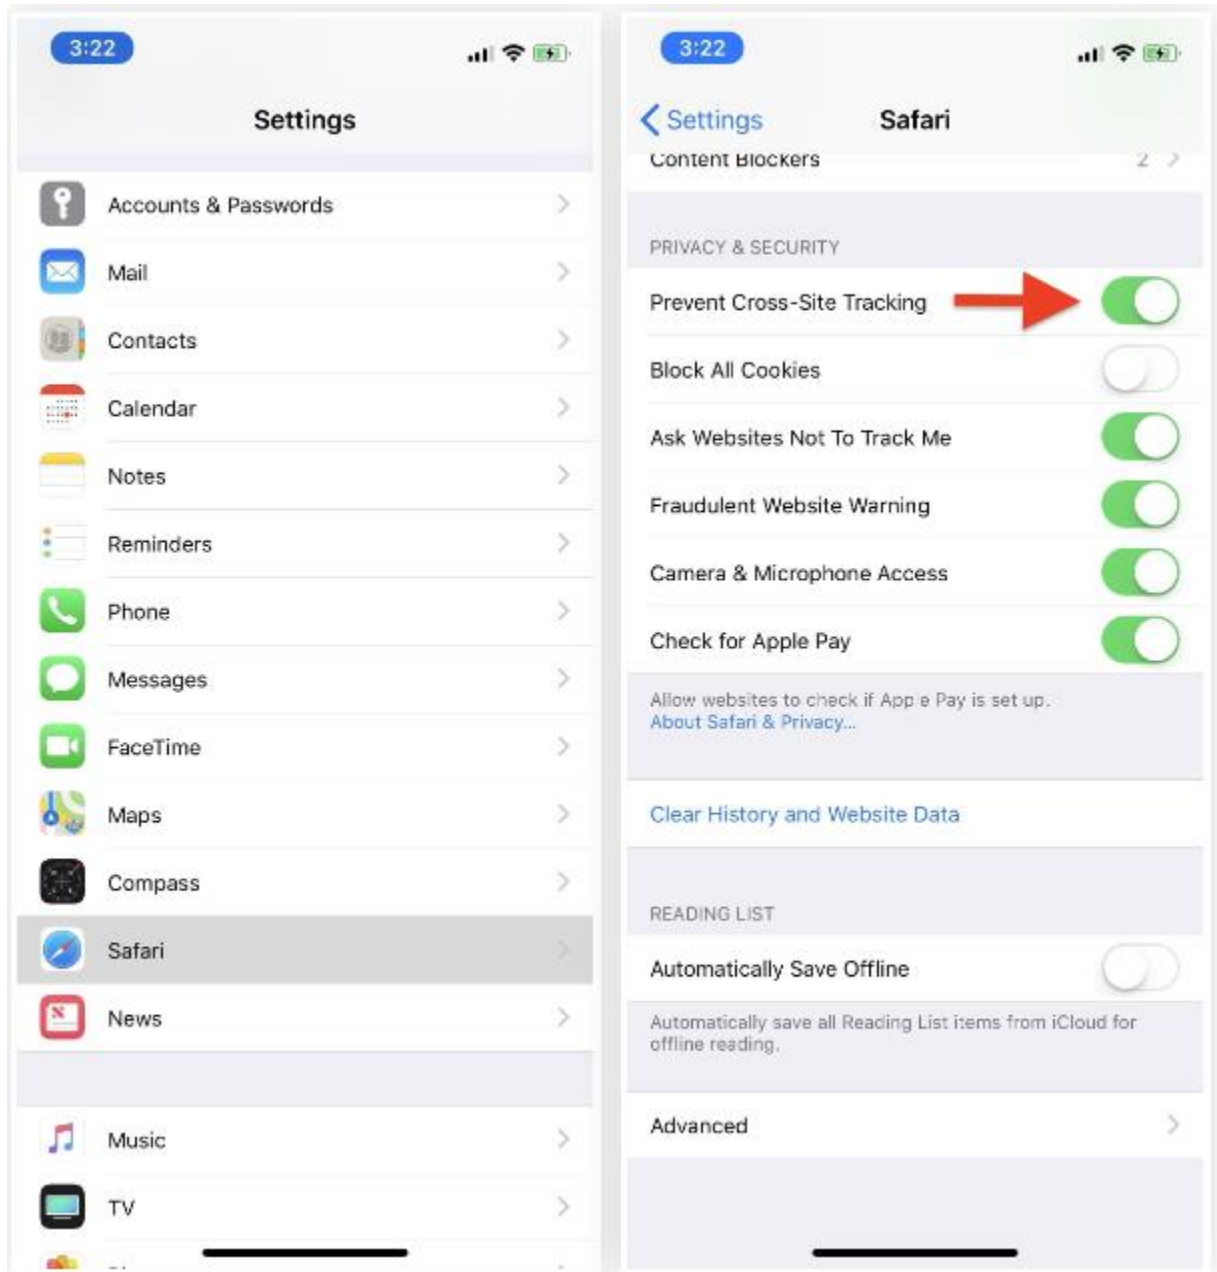 3:22
Settings
Accounts & Passwords
Mail
Contacts
Calendar
Notes
Reminders
Phone
Messages
FaceTime
Maps
Compass
Safari
News
Music
TV
3:22
Settings
Safari
Content Blockers 2
PRIVACY & SECURITY
Prevent Cross-Site Tracking
Block All Cookies
Ask Websites Not To Track Me
Fraudulent Website Warning
Camera & Microphone Access
Check for Apple Pay
Allow websites to check if Apple Pay is set up.
About Safari & Privacy...
Clear History and Website Data
READING LIST
Automatically Save Offline
Automatically save all Reading List items from iCloud for
offline reading.
Advanced